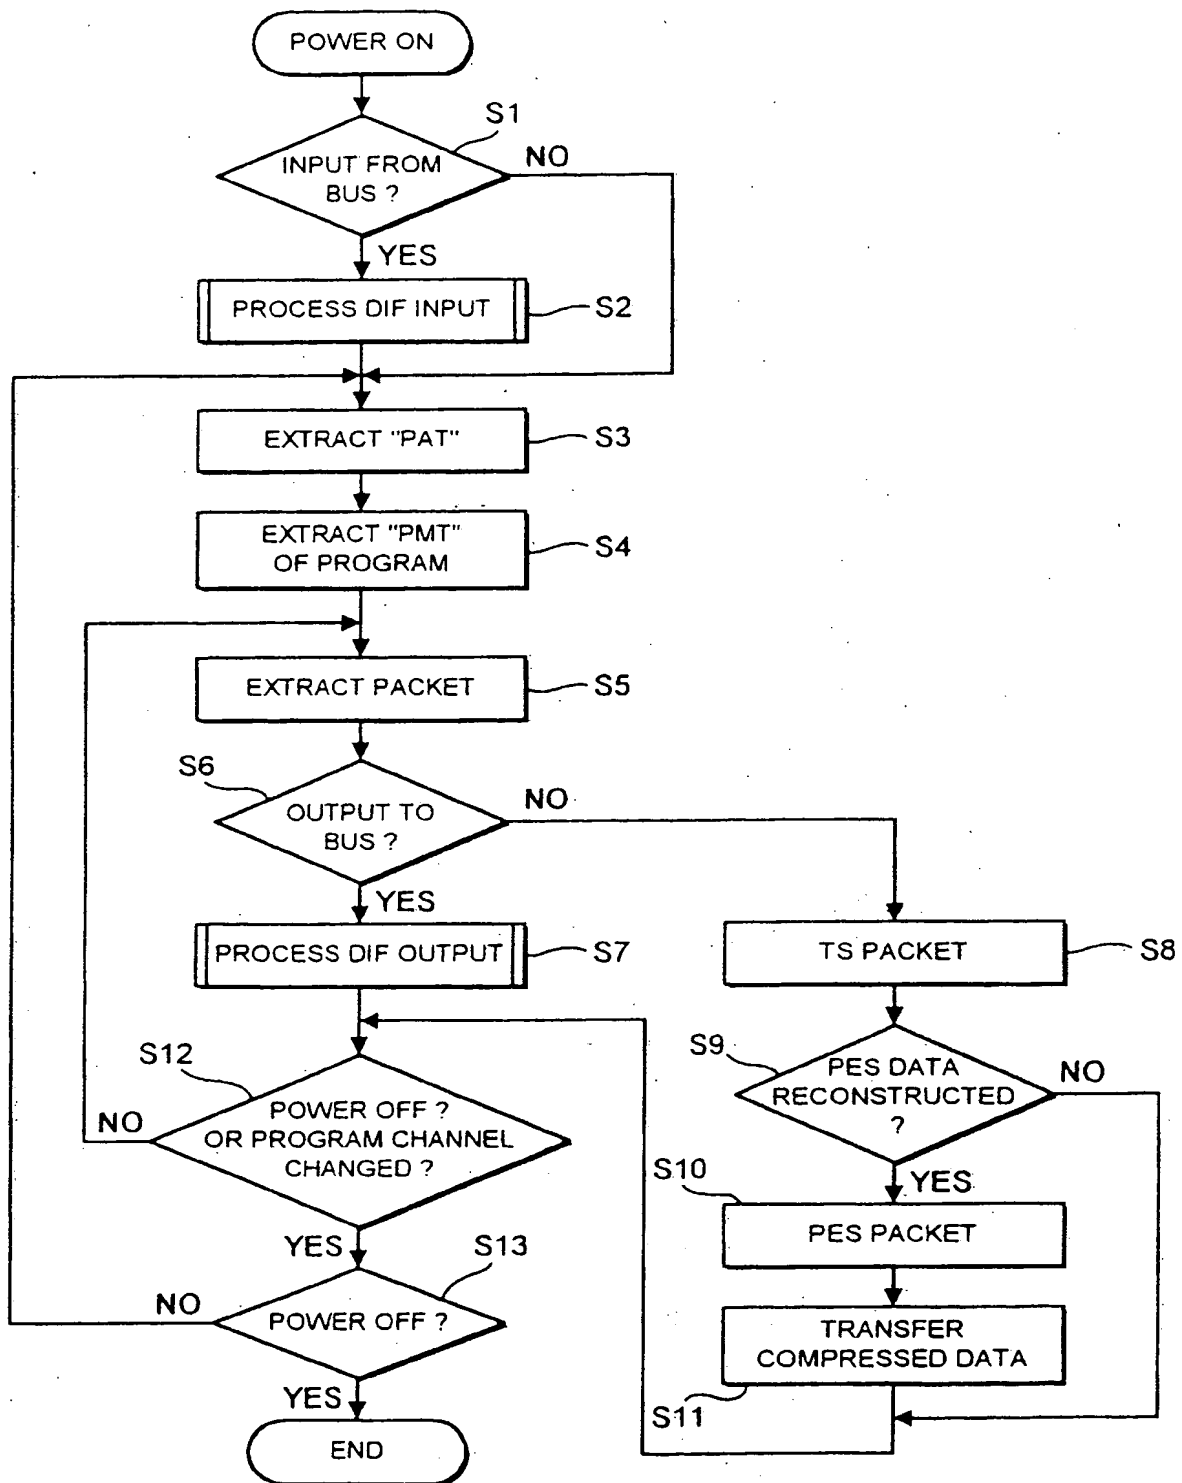 POWER ON
S1
INPUT FROM
BUS ?
NO
YES
PROCESS DIF INPUT
S2
EXTRACT "PAT"
S3
EXTRACT "PMT"
OF PROGRAM
S4
EXTRACT PACKET
S5
S6
OUTPUT TO
BUS ?
NO
YES
PROCESS DIF OUTPUT
S7
TS PACKET
S8
S9
PES DATA
RECONSTRUCTED
?
NO
YES
S10
PES PACKET
TRANSFER
COMPRESSED DATA
S11
S12
POWER OFF ?
OR PROGRAM CHANNEL
CHANGED ?
NO
YES
S13
POWER OFF ?
NO
YES
END